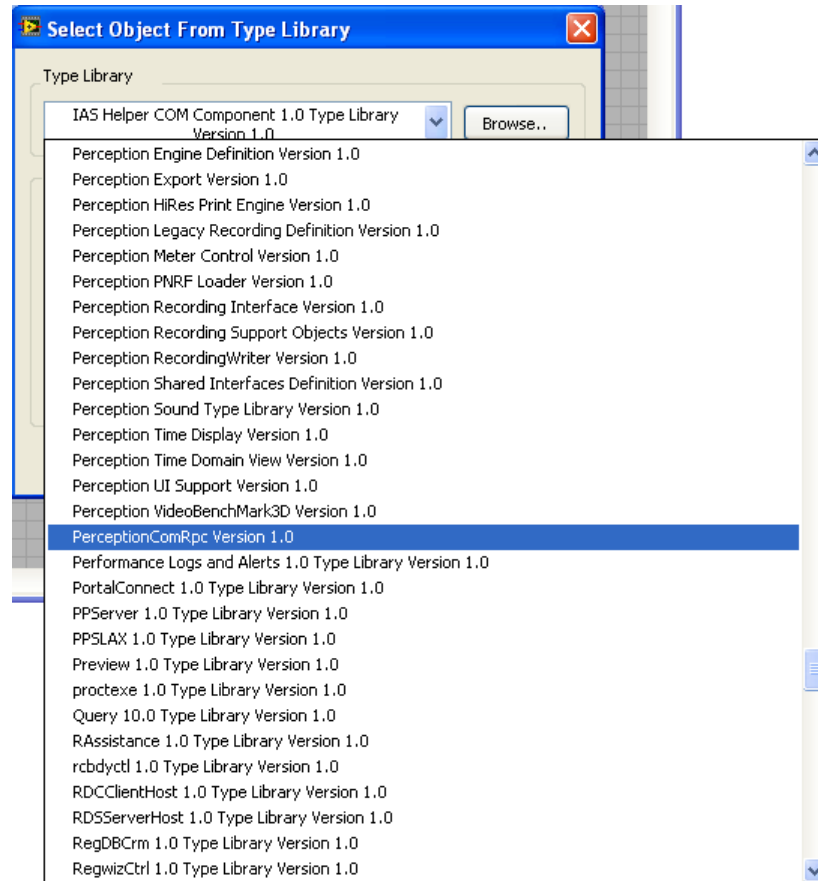 Select Object From Type Library
Type Library
IAS Helper COM Component 1.0 Type Library
Version 1.0
Browse..
Perception Engine Definition Version 1.0
Perception Export Version 1.0
Perception HiRes Print Engine Version 1.0
Perception Legacy Recording Definition Version 1.0
Perception Meter Control Version 1.0
Perception PNRF Loader Version 1.0
Perception Recording Interface Version 1.0
Perception Recording Support Objects Version 1.0
Perception RecordingWriter Version 1.0
Perception Shared Interfaces Definition Version 1.0
Perception Sound Type Library Version 1.0
Perception Time Display Version 1.0
Perception Time Domain View Version 1.0
Perception UI Support Version 1.0
Perception VideoBenchMark3D Version 1.0
PerceptionComRpc Version 1.0
Performance Logs and Alerts 1.0 Type Library Version 1.0
PortalConnect 1.0 Type Library Version 1.0
PPServer 1.0 Type Library Version 1.0
PPSLAX 1.0 Type Library Version 1.0
Preview 1.0 Type Library Version 1.0
proctexe 1.0 Type Library Version 1.0
Query 10.0 Type Library Version 1.0
RAssistance 1.0 Type Library Version 1.0
rcbdyctl 1.0 Type Library Version 1.0
RDCClientHost 1.0 Type Library Version 1.0
RDSServerHost 1.0 Type Library Version 1.0
RegDBCrm 1.0 Type Library Version 1.0
RegwizCtrl 1.0 Type Library Version 1.0